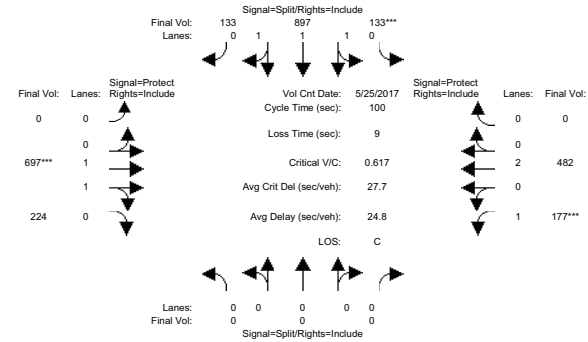 Signal=Split/Rights=Include
Final Vol: 133 897 133***
Lanes: 0 1 1 1 0
Signal=Protect Signal=Protect
Final Vol: Lanes: Rights=Include Vol Cnt Date: 5/25/2017 Rights=Include Lanes: Final Vol:
Cycle Time (sec): 100
0 0 0 0
Loss Time (sec): 9
0 0
697*** 1 Critical V/C: 0.617 2 482
1 Avg Crit Del (sec/veh): 27.7 0
224 0 Avg Delay (sec/veh): 24.8 1 177***
LOS: C
Lanes: 0 0 0 0 0
Final Vol: 0 0 0
Signal=Split/Rights=Include